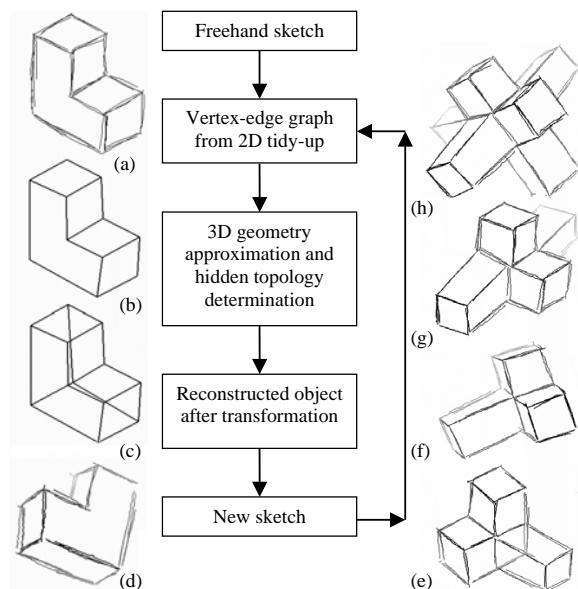 Freehand sketch
Vertex-edge graph
from 2D tidy-up
3D geometry
approximation and
hidden topology
determination
Reconstructed object
after transformation
New sketch
(a)
(b)
(c)
(d)
(h)
(g)
(f)
(e)